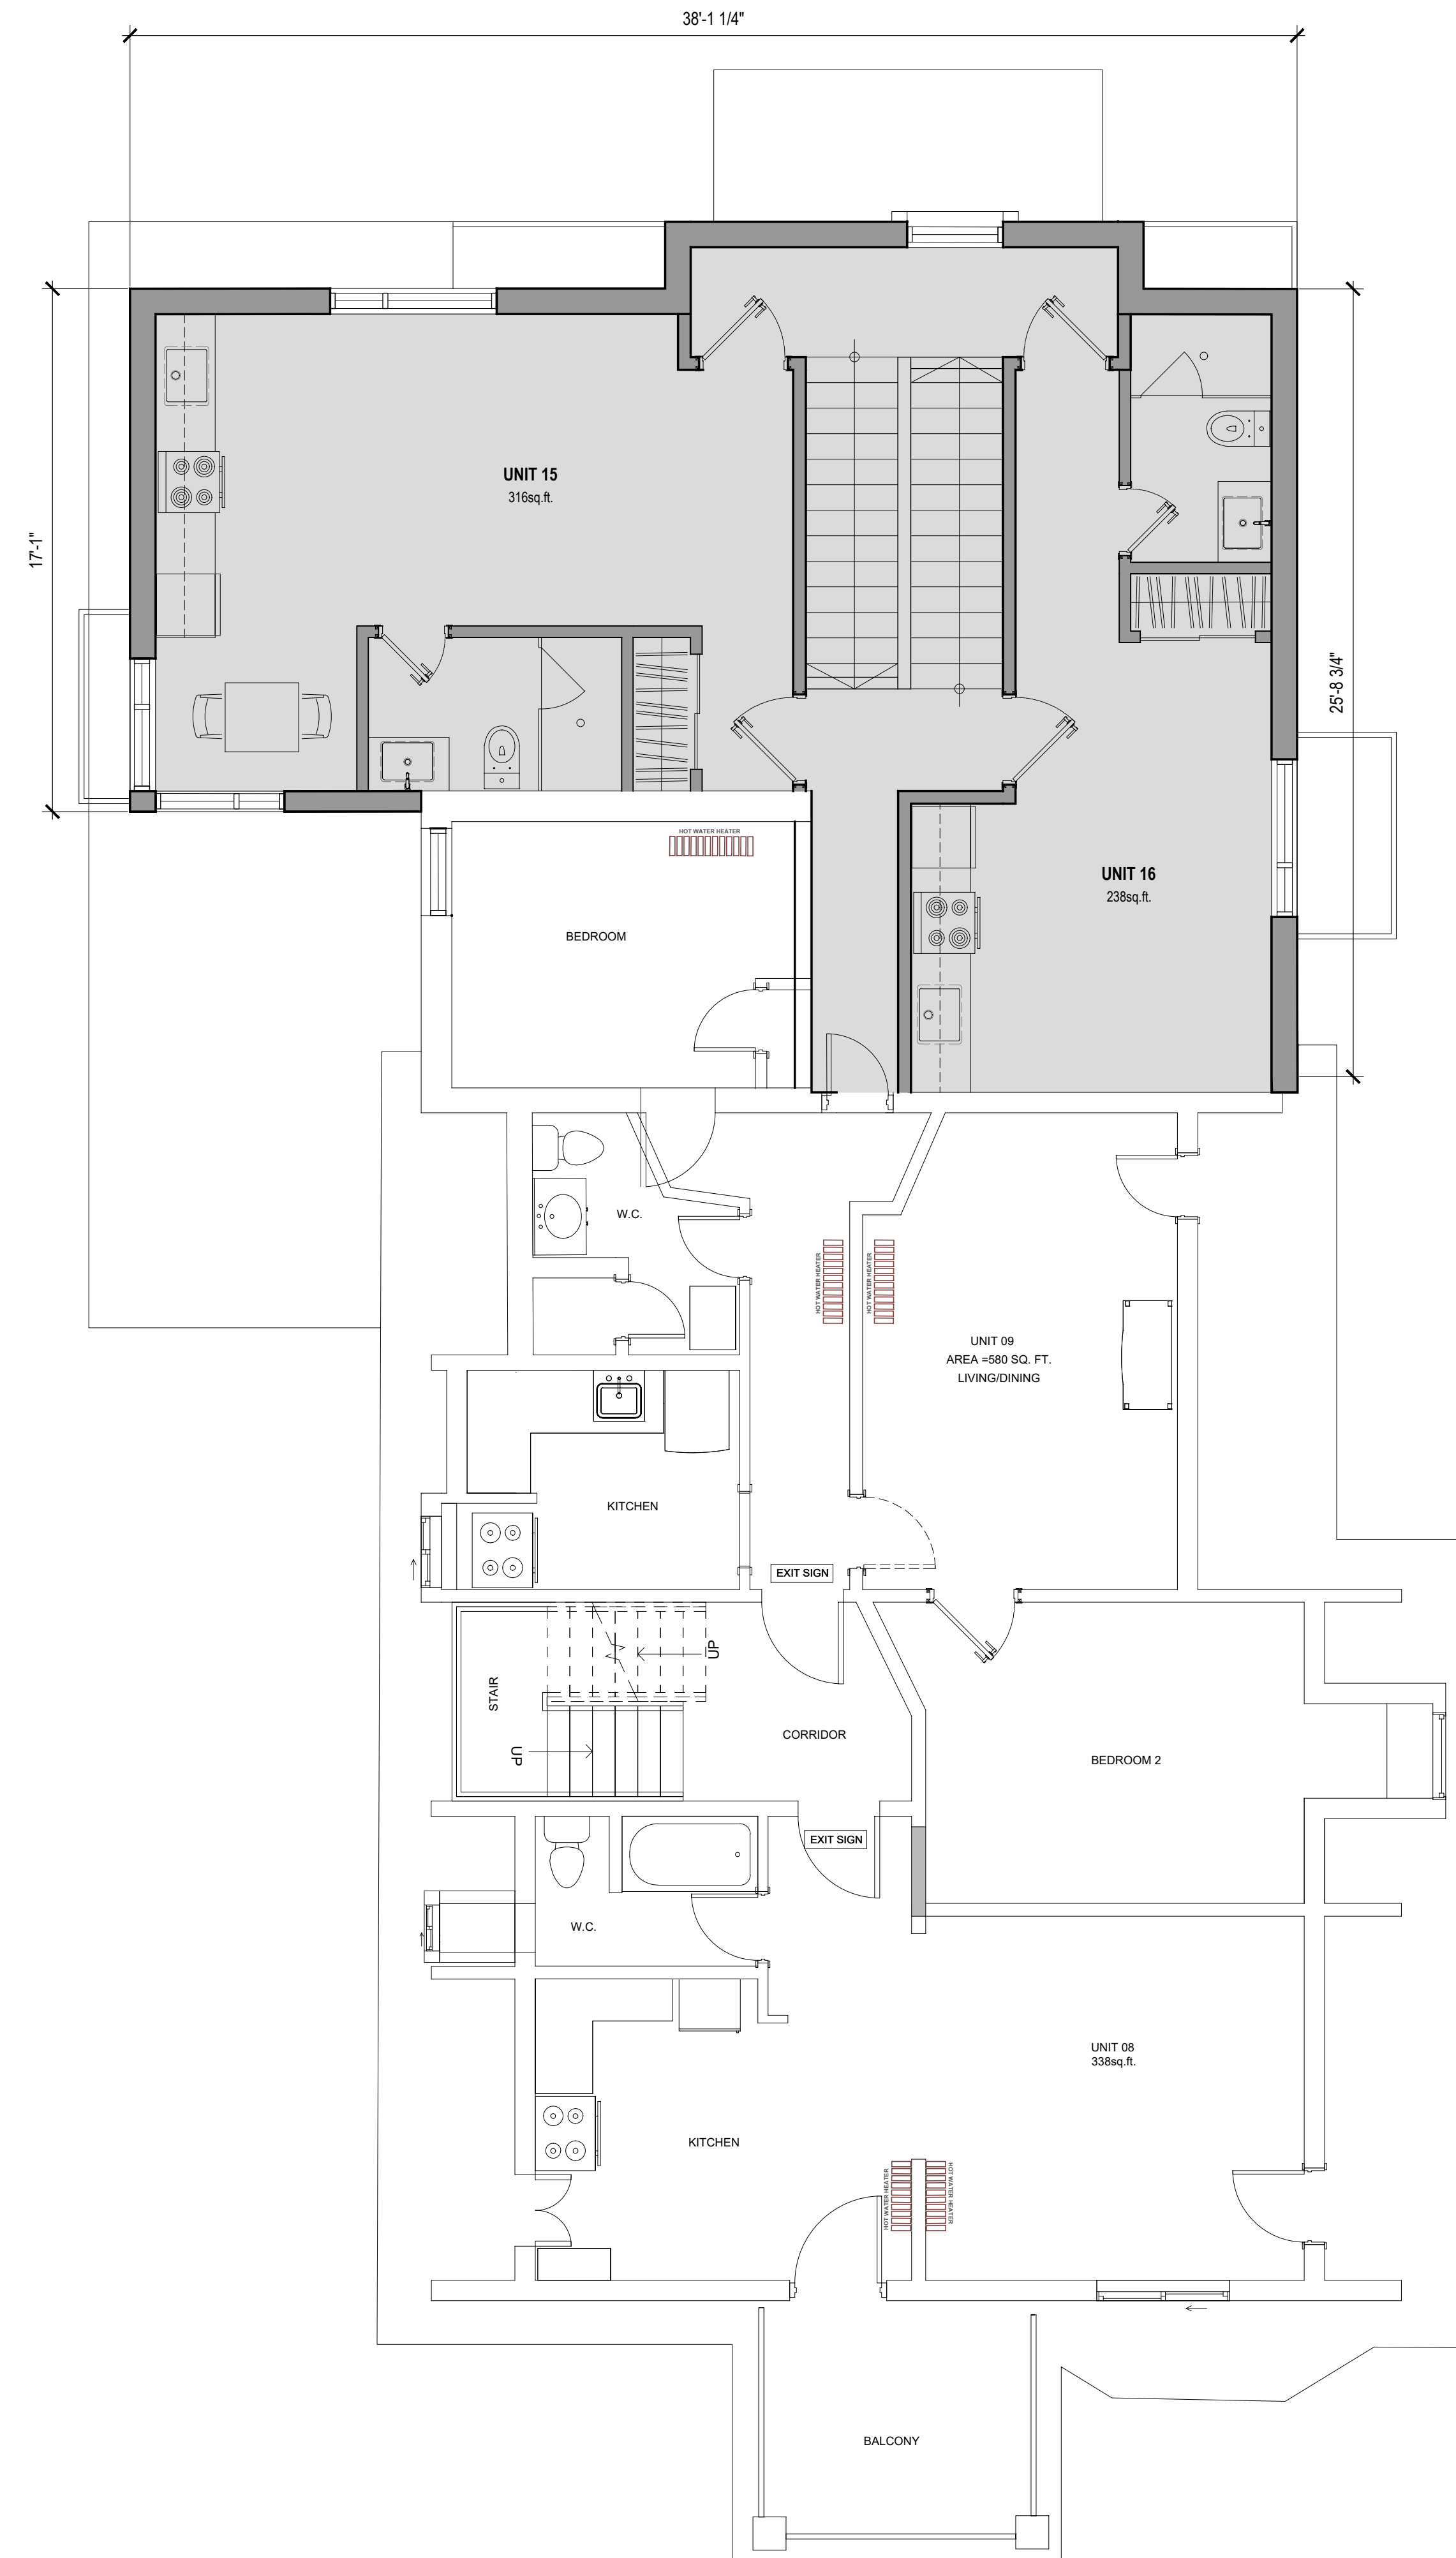 38'-1 1/4"
17'-1"
UNIT 15
316sq.ft.
25'-8 3/4"
HOT WATER HEATER
BEDROOM
UNIT 16
238sq.ft.
W.C.
HOT WATER HEATER
HOT WATER HEATER
UNIT 09
AREA =580 SQ. FT.
LIVING/DINING
KITCHEN
EXIT SIGN
UP
STAIR
UP
CORRIDOR
BEDROOM 2
EXIT SIGN
W.C.
UNIT 08
338sq.ft.
KITCHEN
HOT WATER HEATER
HOT WATER HEATER
BALCONY